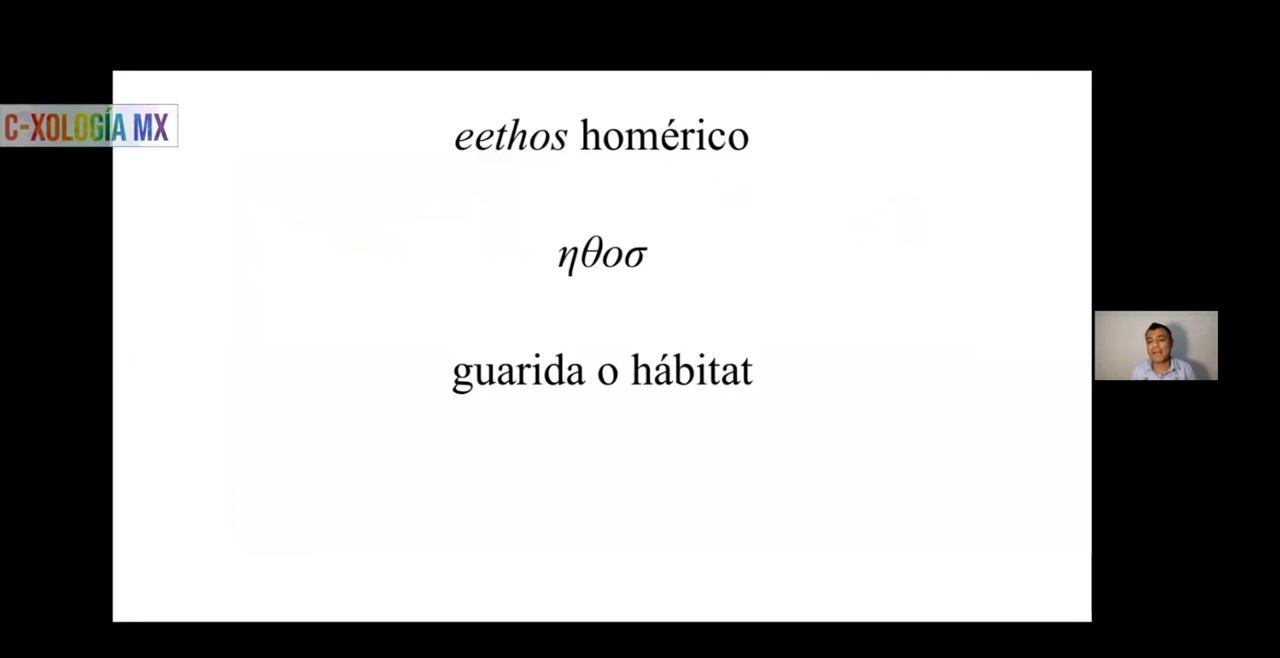 C-XOLOGÍA MX
eethos homérico
ηθοσ
guarida o hábitat